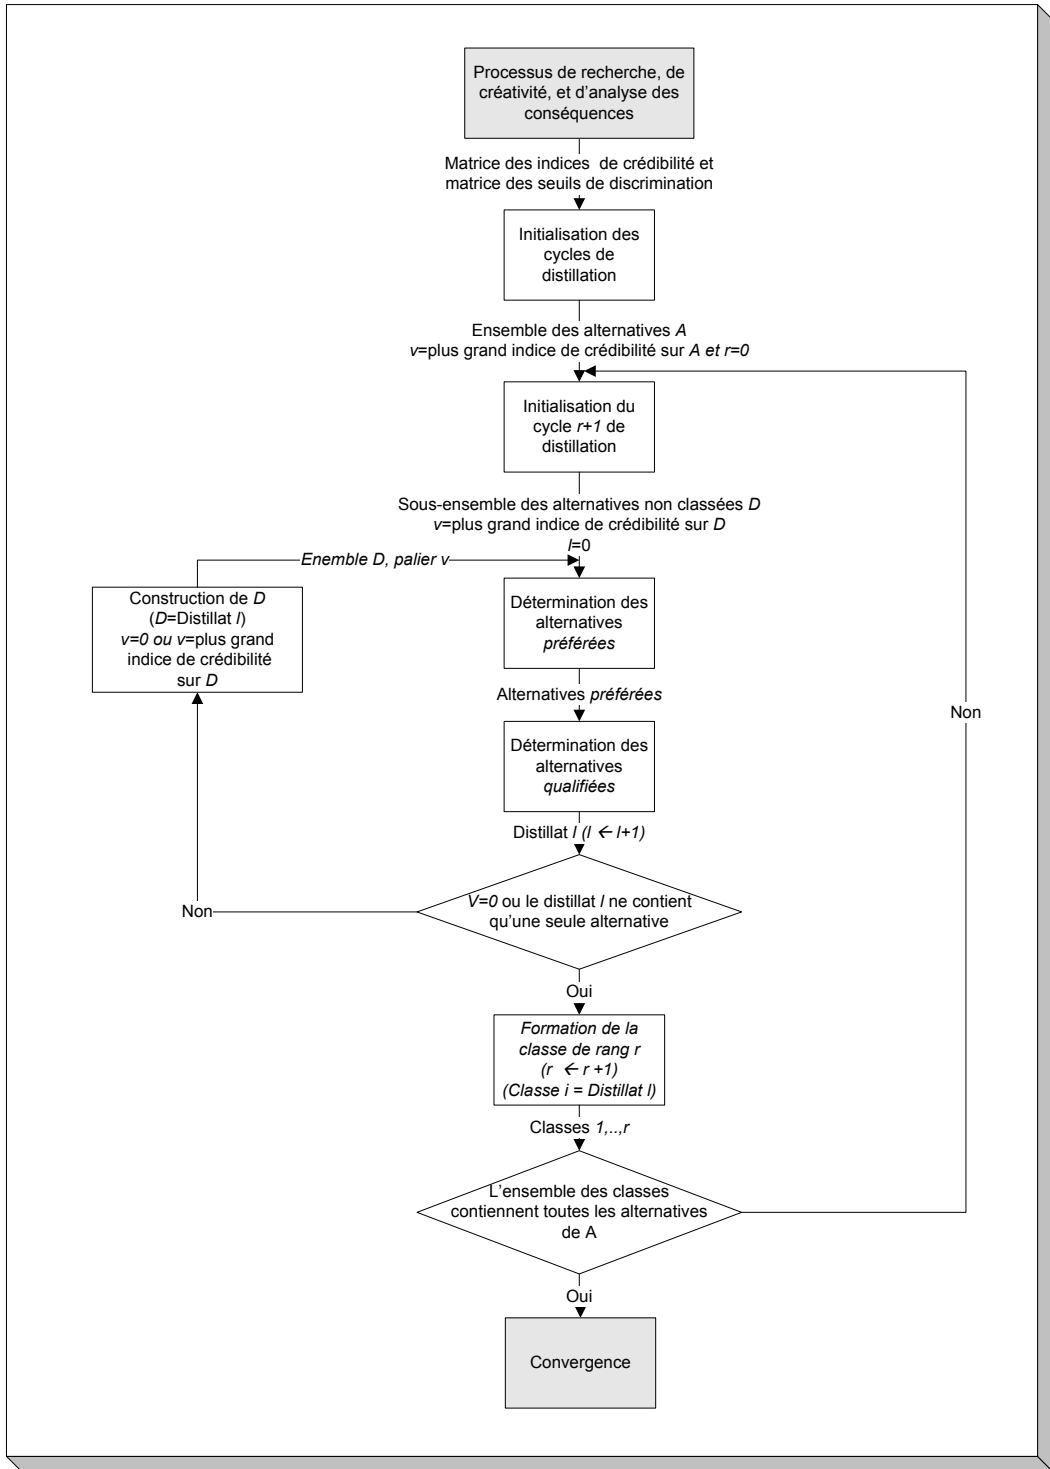 Processus de recherche, de
créativité, et d'analyse des
conséquences
Matrice des indices de crédibilité et
matrice des seuils de discrimination
Initialisation des
cycles de
distillation
Ensemble des alternatives A
v=plus grand indice de crédibilité sur A et r=0
Initialisation du
cycle r+1 de
distillation
Sous-ensemble des alternatives non classées D
v=plus grand indice de crédibilité sur D
l=0
Enemble D, palier v
Construction de D
(D=Distillat l)
v=0 ou v=plus grand
indice de crédibilité
sur D
Détermination des
alternatives
préférées
Alternatives préférées
Non
Détermination des
alternatives
qualifiées
Distillat l (l ← l+1)
V=0 ou le distillat l ne contient
qu'une seule alternative
Non
Oui
Formation de la
classe de rang r
(r ← r +1)
(Classe i = Distillat l)
Classes 1,..,r
L'ensemble des classes
contiennent toutes les alternatives
de A
Oui
Convergence